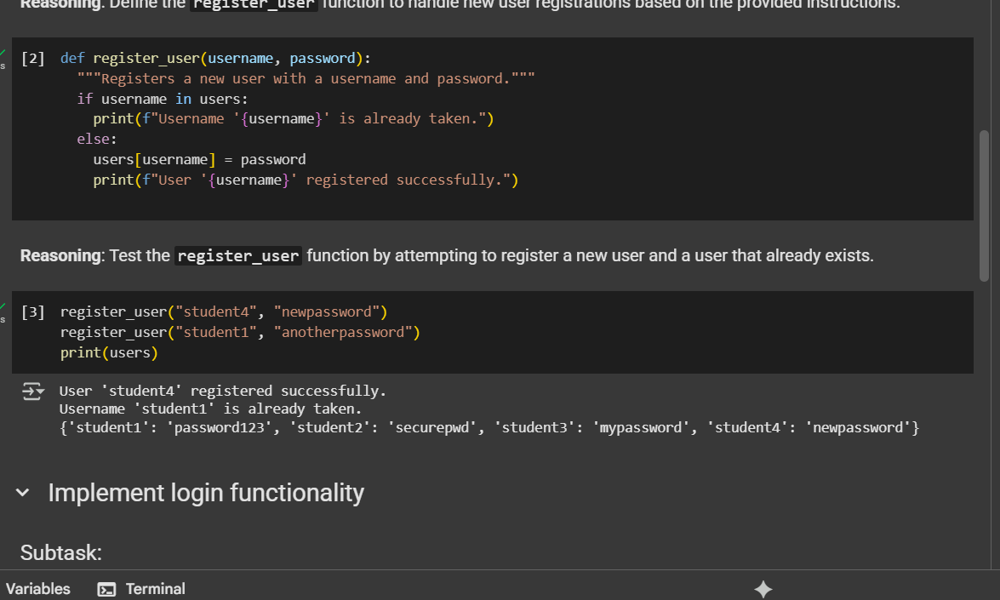 Reasoning: Define the register_user function to handle new user registrations based on the provided instructions.
[2] def register_user(username, password):
"""Registers a new user with a username and password."""
if username in users:
print(f"Username '{username}' is already taken.")
else:
users[username] = password
print(f"User '{username}' registered successfully.")
Reasoning: Test the register_user function by attempting to register a new user and a user that already exists.
[3] register_user("student4", "newpassword")
register_user("student1", "anotherpassword")
print(users)
User 'student4' registered successfully.
Username 'student1' is already taken.
{'student1': 'password123', 'student2': 'securepwd', 'student3': 'mypassword', 'student4': 'newpassword'}
Implement login functionality
Subtask:
Variables Terminal